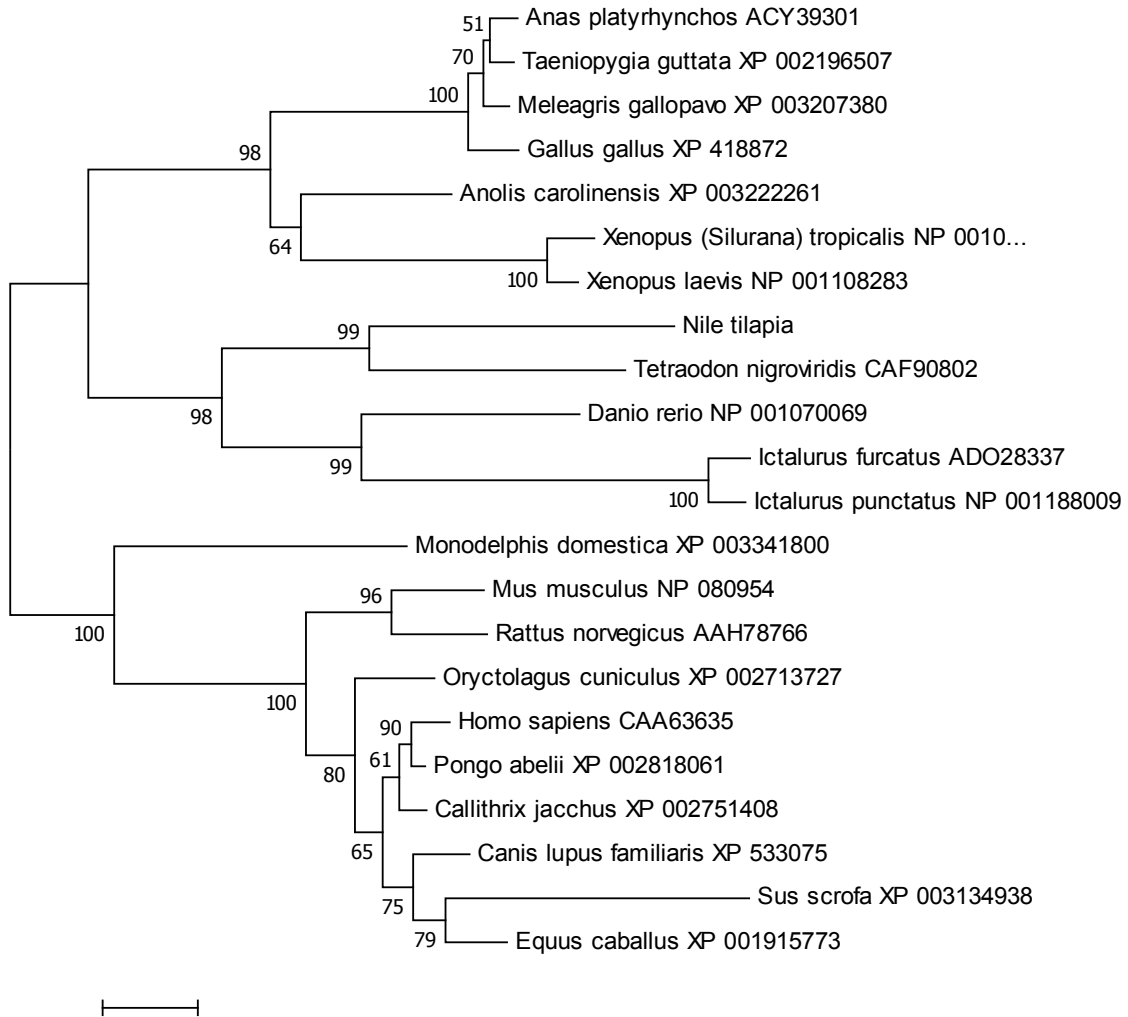 Anas platyrhynchos ACY39301
51
Taeniopygia guttata XP 002196507
70
Meleagris gallopavo XP 003207380
100
Gallus gallus XP 418872
98
Anolis carolinensis XP 003222261
Xenopus (Silurana) tropicalis NP 0010...
64
Xenopus laevis NP 001108283
100
Nile tilapia
99
Tetraodon nigroviridis CAF90802
Danio rerio NP 001070069
98
Ictalurus furcatus ADO28337
99
Ictalurus punctatus NP 001188009
100
Monodelphis domestica XP 003341800
Mus musculus NP 080954
96
Rattus norvegicus AAH78766
100
Oryctolagus cuniculus XP 002713727
100
Homo sapiens CAA63635
90
Pongo abelii XP 002818061
61
80
Callithrix jacchus XP 002751408
Canis lupus familiaris XP 533075
65
Sus scrofa XP 003134938
75
Equus caballus XP 001915773
79